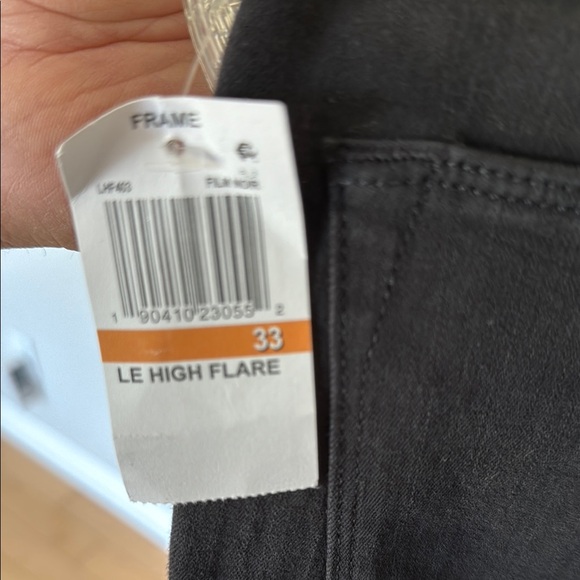 FRAME
LHF403 FILM NOIR
1 90410 23055 2
33
LE HIGH FLARE